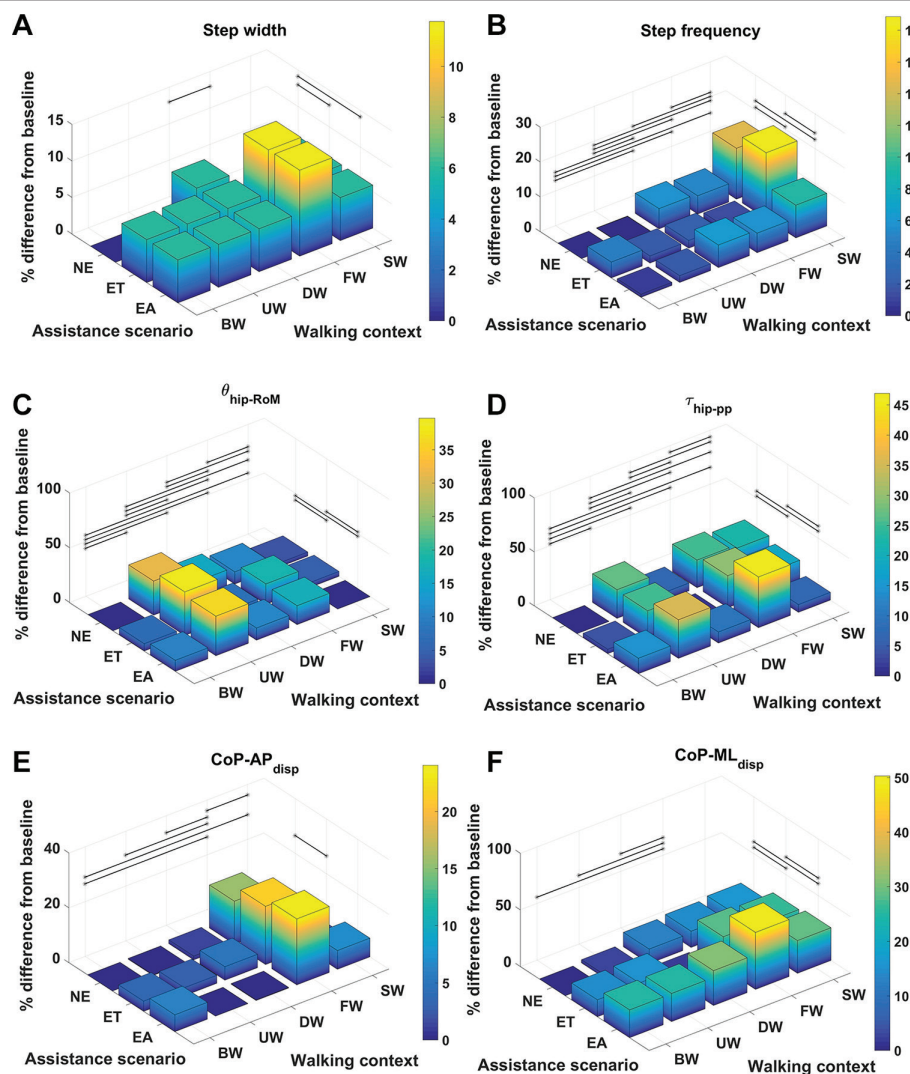 A
Step width
% difference from baseline
15
10
5
0
NE
ET
EA
BW
UW
DW
FW
SW
Assistance scenario
Walking context
10
8
6
4
2
0
B
Step frequency
% difference from baseline
30
20
10
0
NE
ET
EA
BW
UW
DW
FW
SW
Assistance scenario
Walking context
C
θhip-RoM
% difference from baseline
100
50
0
NE
ET
EA
BW
UW
DW
FW
SW
Assistance scenario
Walking context
35
30
25
20
15
10
5
0
D
τhip-pp
% difference from baseline
100
50
0
NE
ET
EA
BW
UW
DW
FW
SW
Assistance scenario
Walking context
45
40
35
30
25
20
15
10
5
0
E
CoP-APdisp
% difference from baseline
40
20
0
NE
ET
EA
BW
UW
DW
FW
SW
Assistance scenario
Walking context
20
15
10
5
0
F
CoP-MLdisp
% difference from baseline
100
50
0
NE
ET
EA
BW
UW
DW
FW
SW
Assistance scenario
Walking context
50
40
30
20
10
0